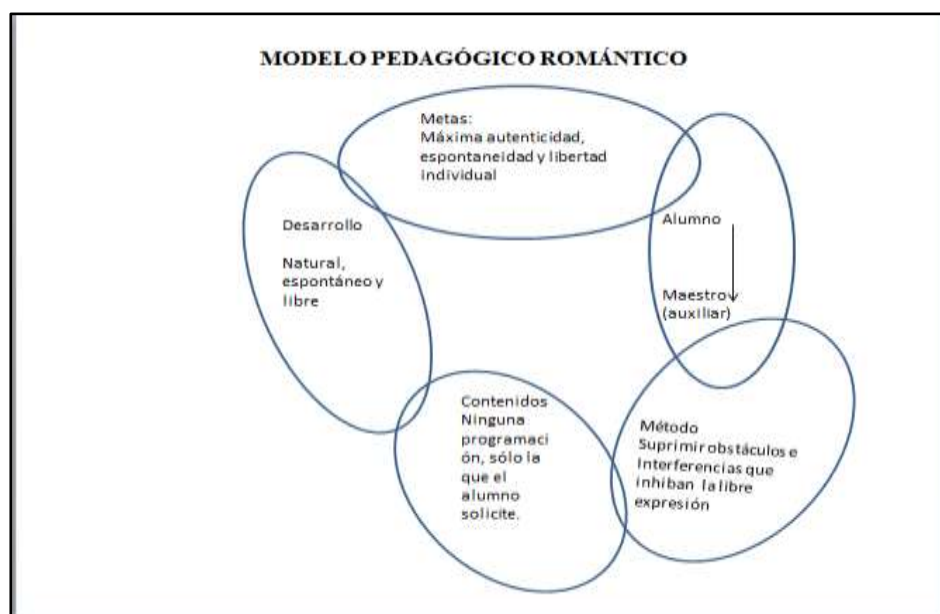 MODELO PEDAGÓGICO ROMÁNTICO
Metas:
Máxima autenticidad,
espontaneidad y libertad
individual
Alumno
Maestro
(auxiliar)
Método
Suprimir obstáculos e
Interferencias que
inhiban la libre
expresión
Contenidos
Ninguna
programaci
ón, sólo la
que el
alumno
solicite.
Desarrollo
Natural,
espontáneo y
libre